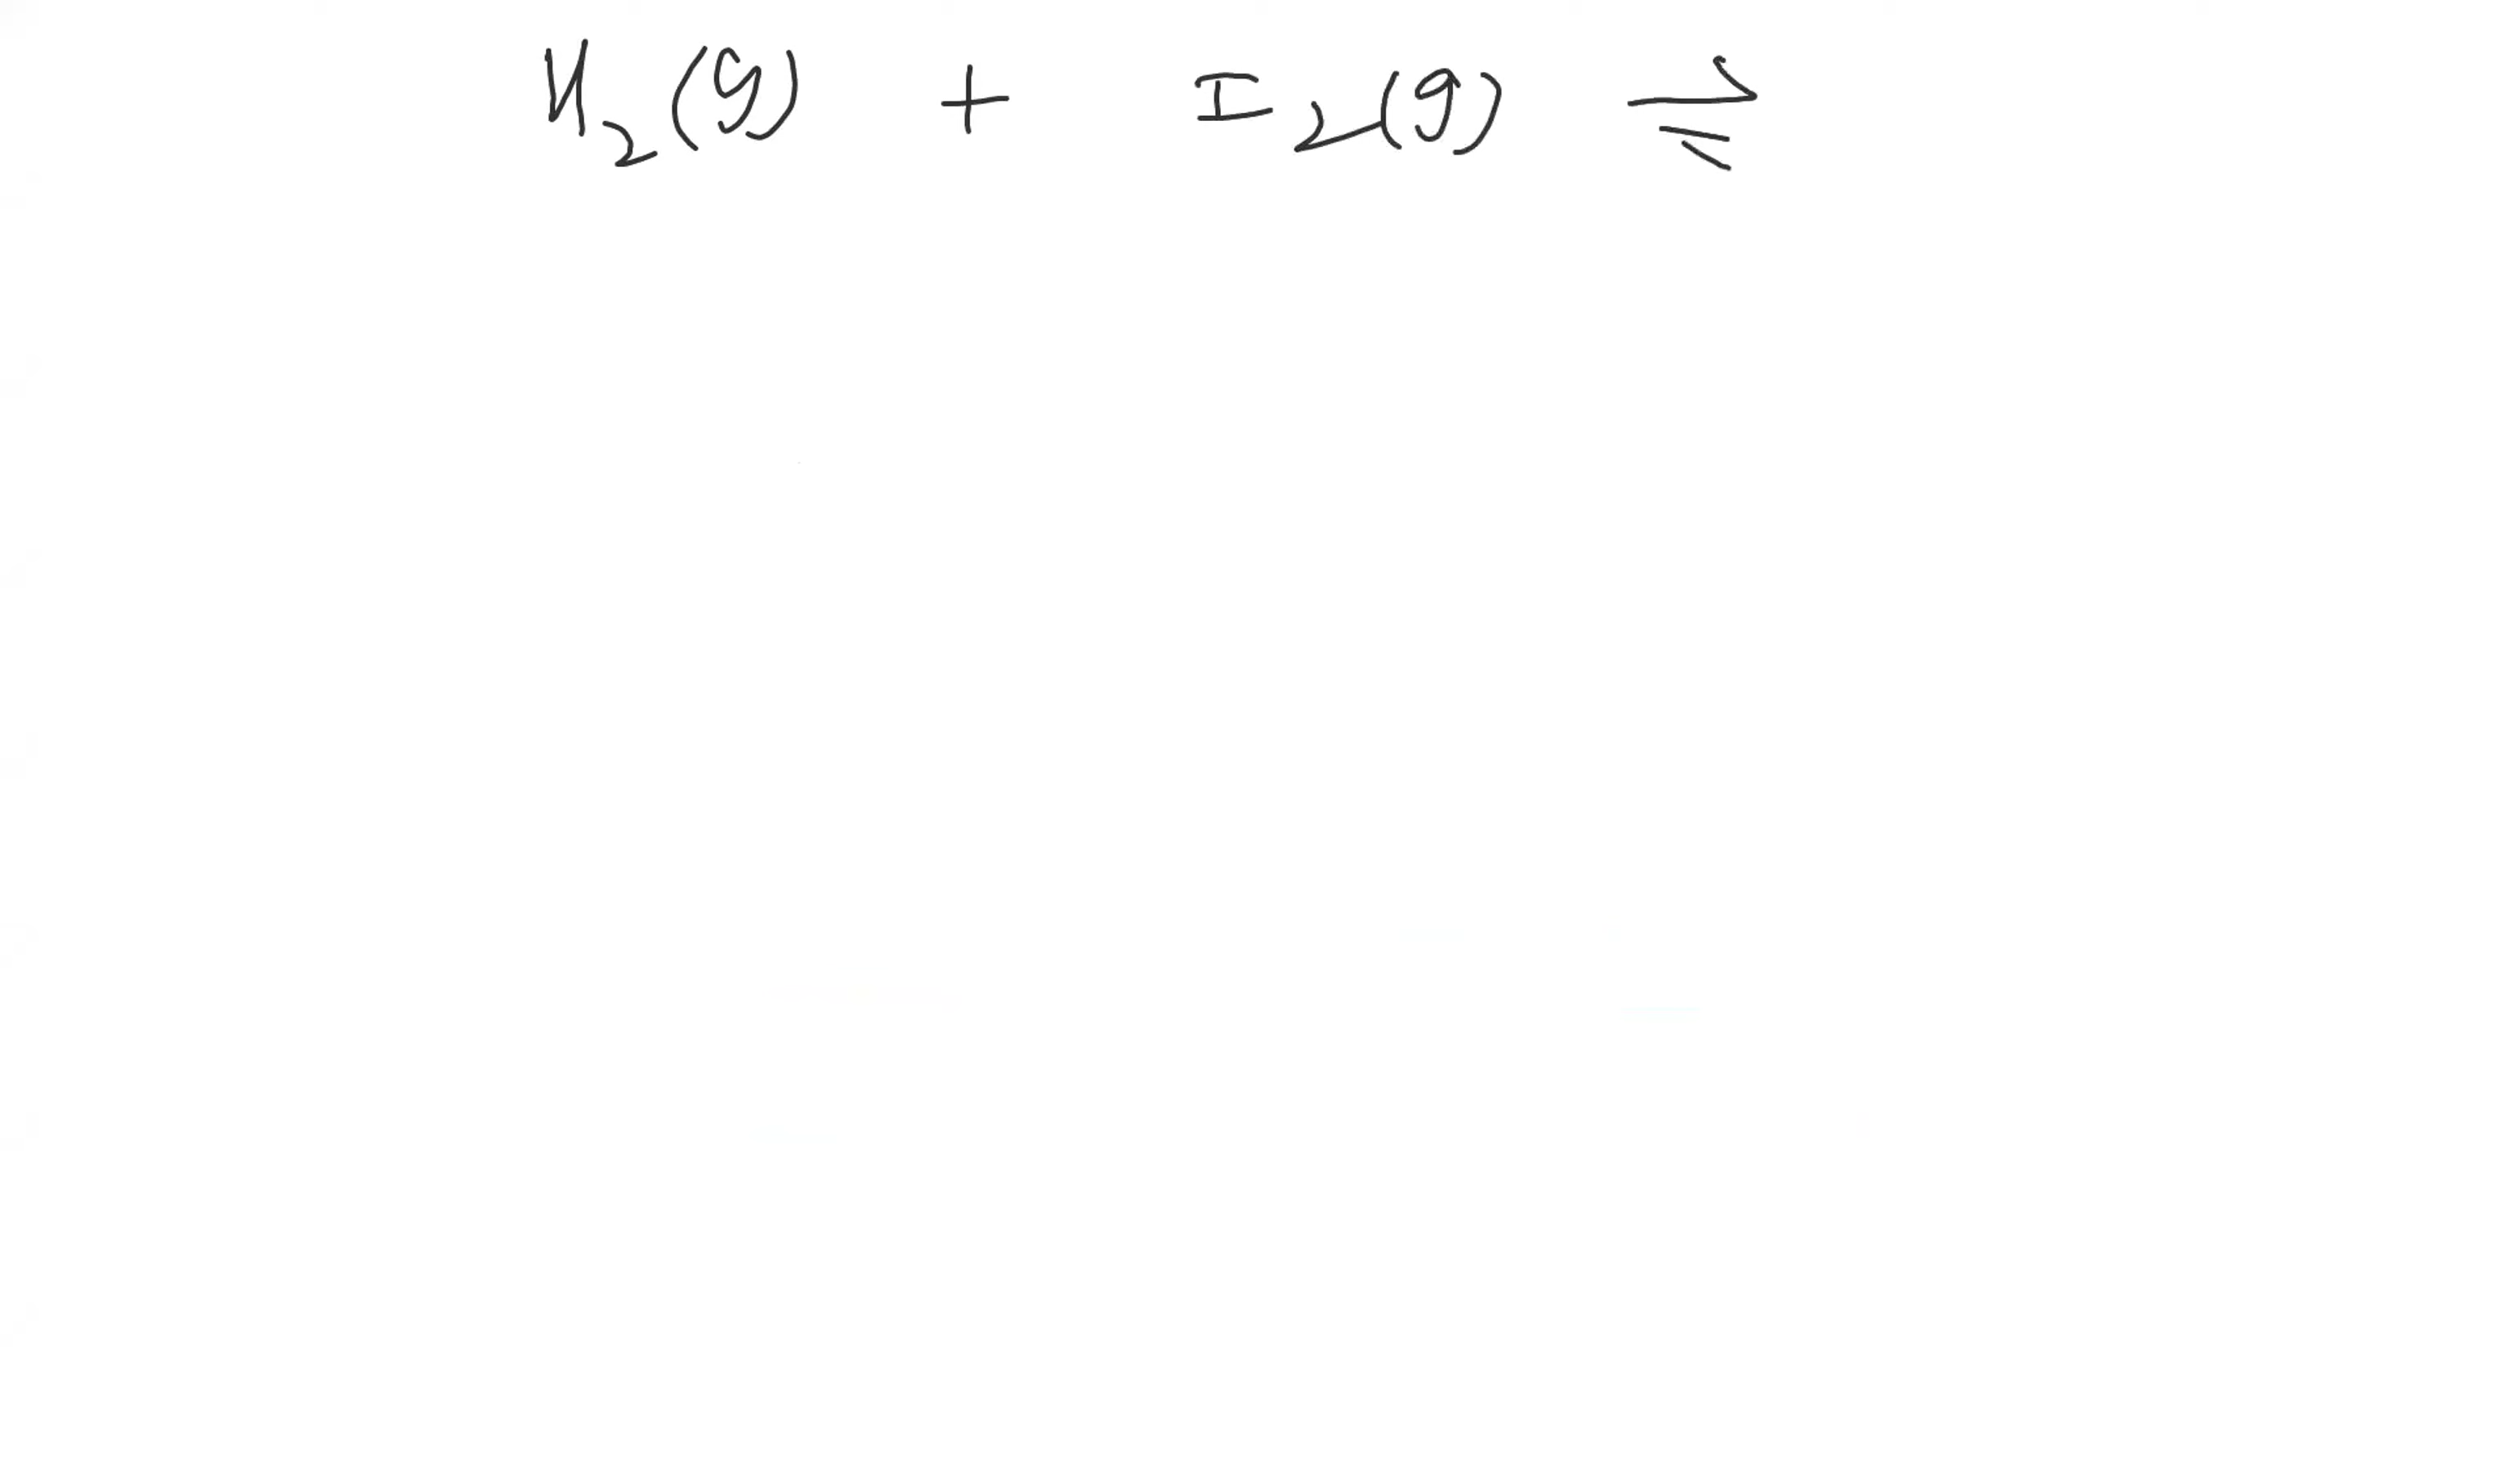 H₂(g) + I₂(g) ⇌